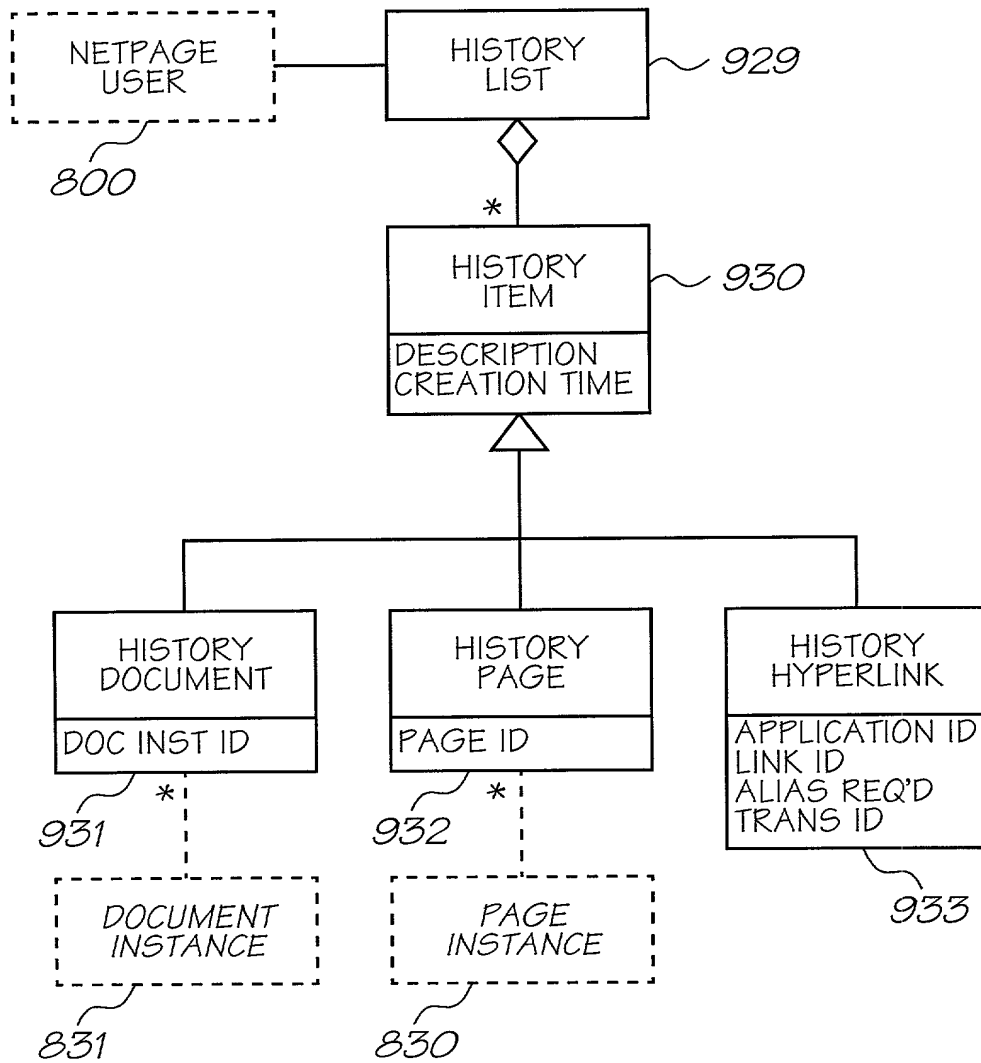 NETPAGE
USER
800
HISTORY
LIST
929
*
HISTORY
ITEM
930
DESCRIPTION
CREATION TIME
HISTORY
DOCUMENT
DOC INST ID
931
*
DOCUMENT
INSTANCE
831
HISTORY
PAGE
PAGE ID
932
*
PAGE
INSTANCE
830
HISTORY
HYPERLINK
APPLICATION ID
LINK ID
ALIAS REQ'D
TRANS ID
933